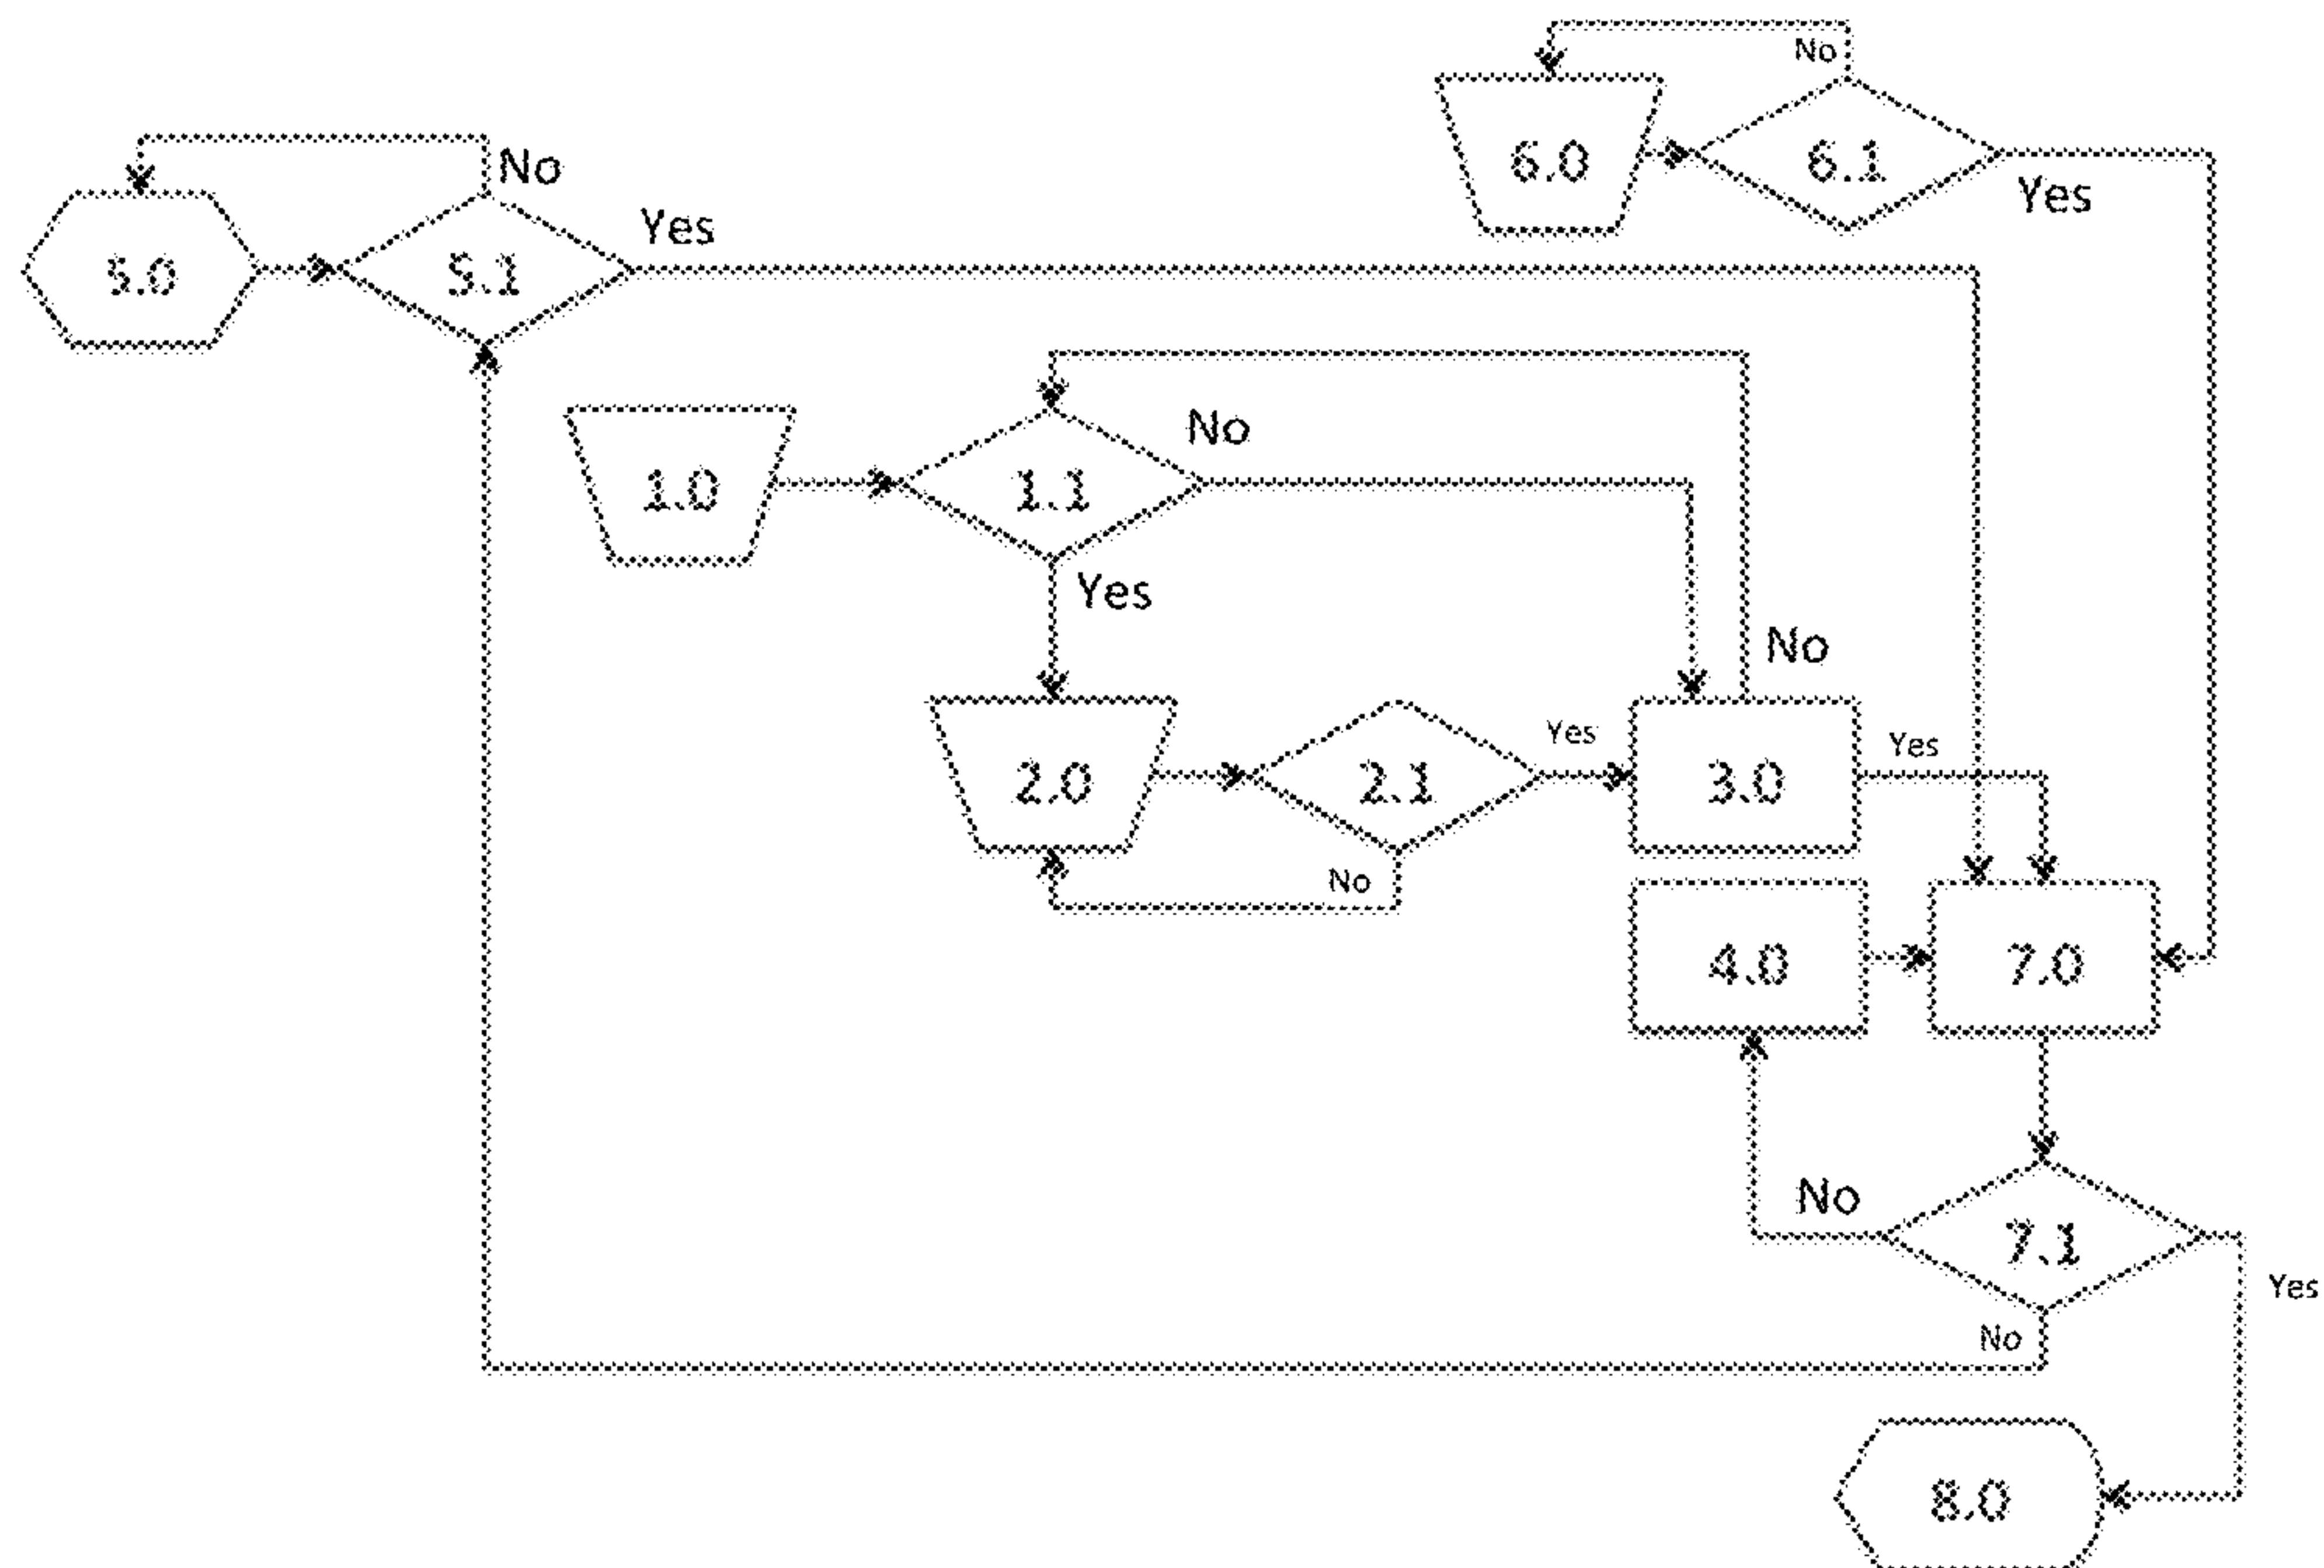 No
6.0
6.1
Yes
No
Yes
5.0
5.1
1.0
1.1
No
Yes
No
2.0
2.1
Yes
3.0
Yes
No
4.0
7.0
No
7.1
Yes
No
8.0